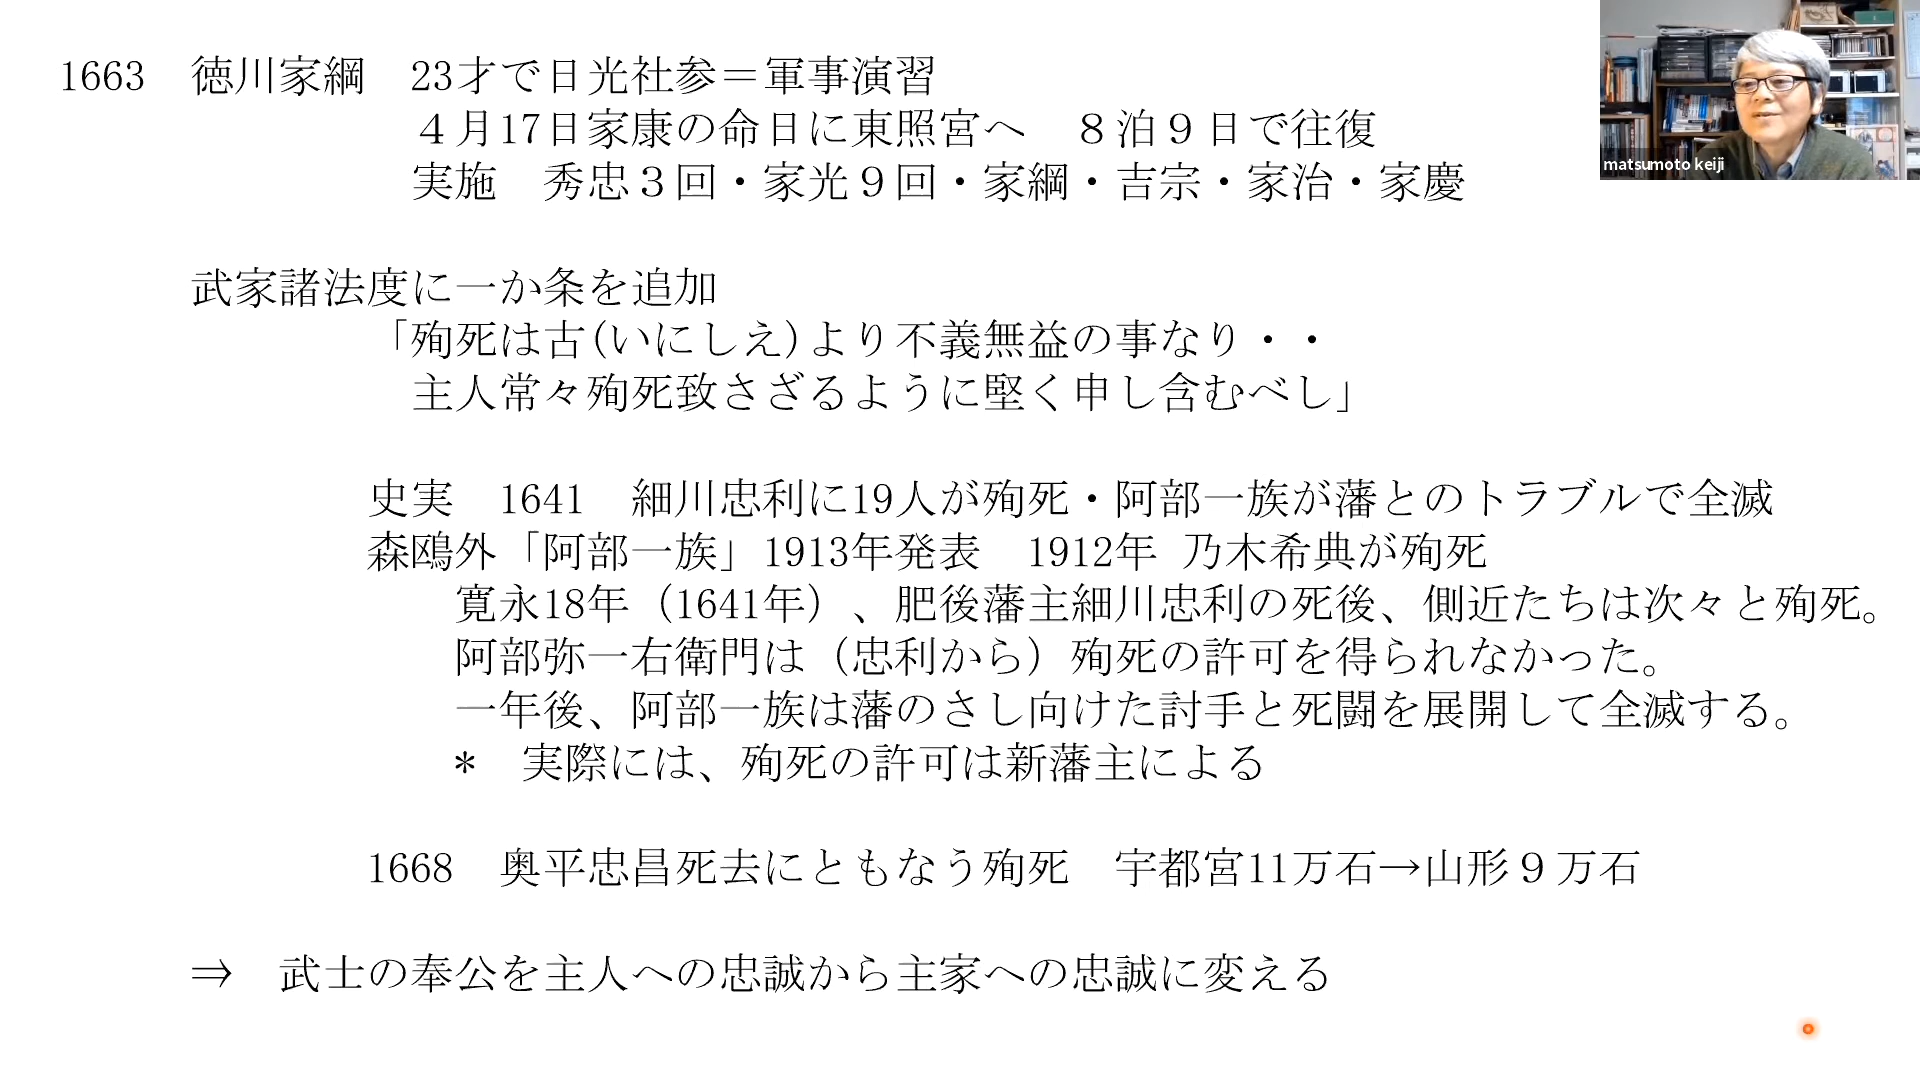 1663　徳川家綱　23才で日光社参＝軍事演習
４月17日家康の命日に東照宮へ　８泊９日で往復
実施　秀忠３回・家光９回・家綱・吉宗・家治・家慶
matsumoto keiji
武家諸法度に一か条を追加
「殉死は古(いにしえ)より不義無益の事なり・・
主人常々殉死致さざるように堅く申し含むべし」
史実　1641　細川忠利に19人が殉死・阿部一族が藩とのトラブルで全滅
森鴎外「阿部一族」1913年発表　1912年 乃木希典が殉死
寛永18年（1641年）、肥後藩主細川忠利の死後、側近たちは次々と殉死。
阿部弥一右衛門は（忠利から）殉死の許可を得られなかった。
一年後、阿部一族は藩のさし向けた討手と死闘を展開して全滅する。
*　実際には、殉死の許可は新藩主による
1668　奥平忠昌死去にともなう殉死　宇都宮11万石→山形９万石
⇒　武士の奉公を主人への忠誠から主家への忠誠に変える